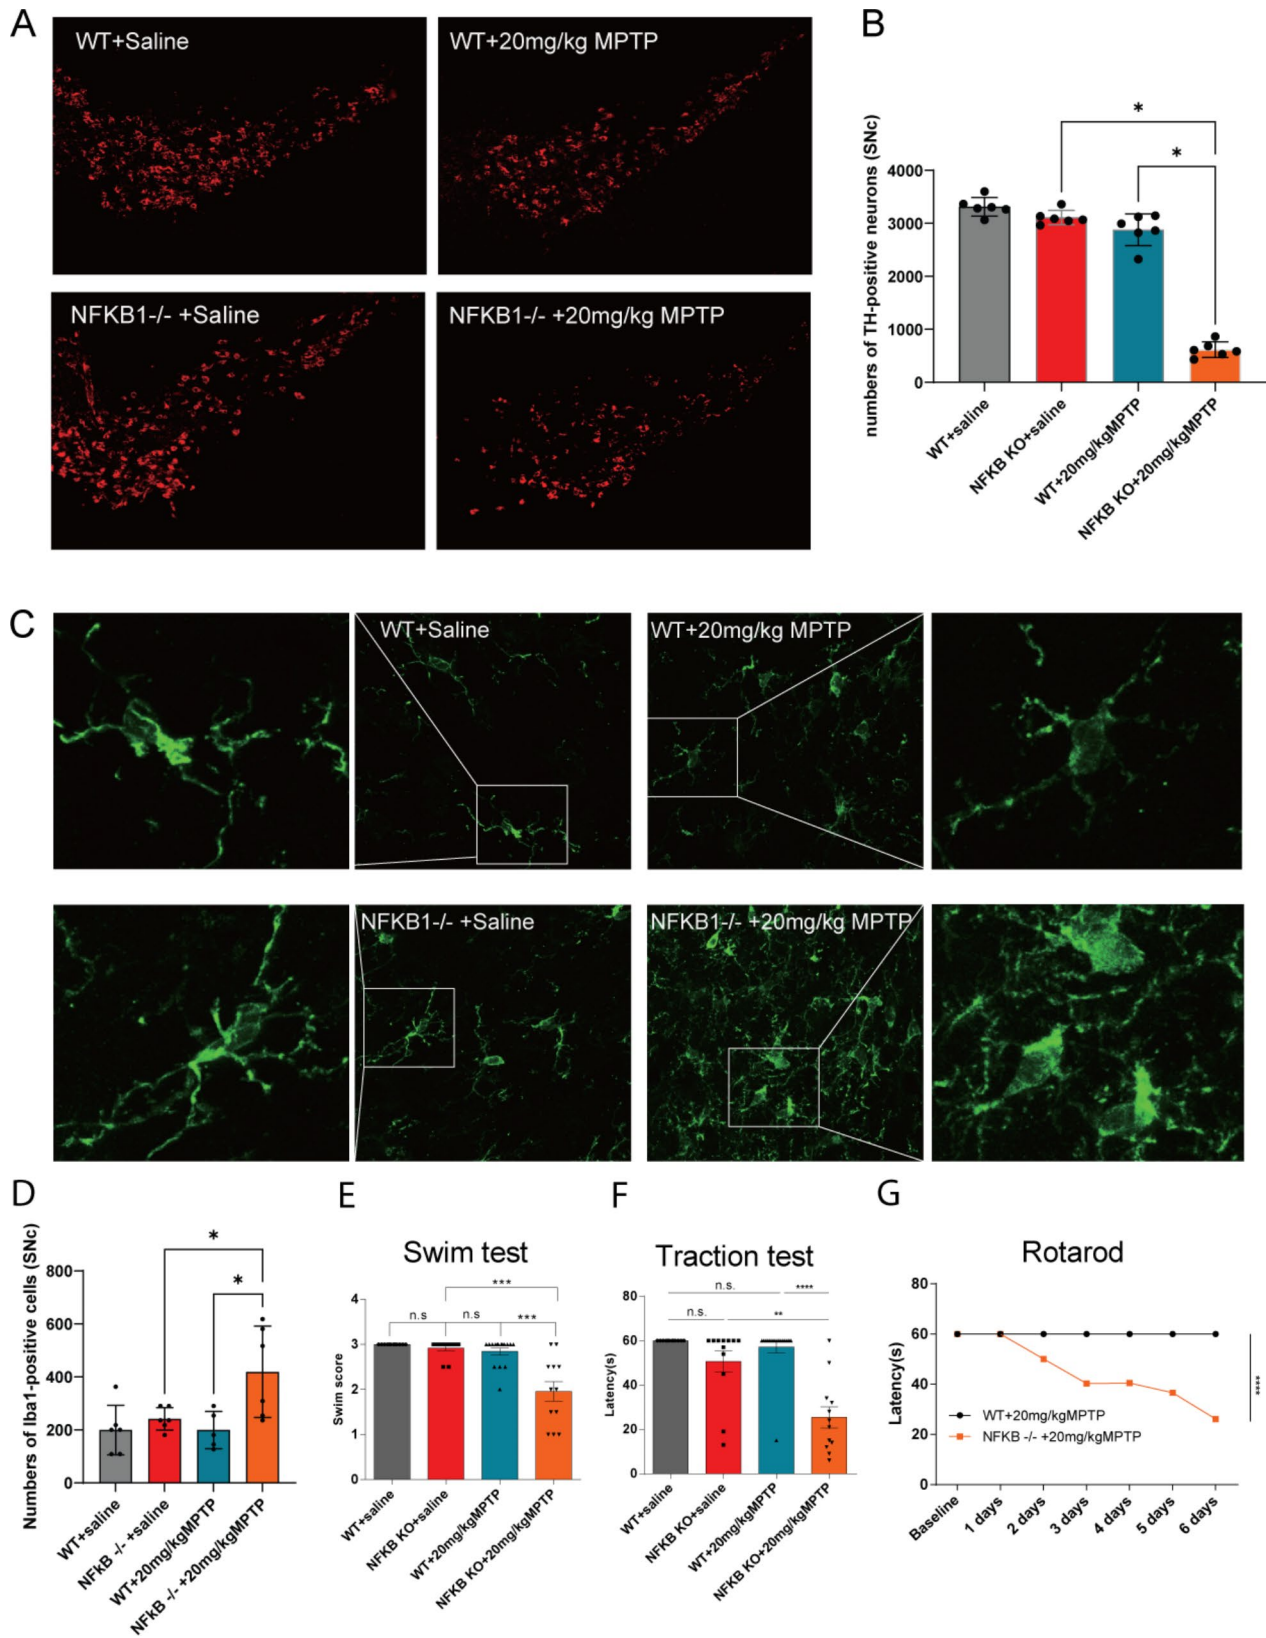 A
WT+Saline
WT+20mg/kg MPTP
NFKB1-/- +Saline
NFKB1-/- +20mg/kg MPTP
B
numbers of TH-positive neurons (SNc)
4000
3000
2000
1000
0
*
*
WT+saline
NFKB KO+saline
WT+20mg/kgMPTP
NFKB KO+20mg/kgMPTP
C
WT+Saline
WT+20mg/kg MPTP
NFKB1-/- +Saline
NFKB1-/- +20mg/kg MPTP
D
Numbers of Iba1-positive cells (SNc)
800
600
400
200
0
*
*
WT+saline
NFkB -/- +saline
WT+20mg/kgMPTP
NFkB -/- +20mg/kgMPTP
E
Swim test
Swim score
4
3
2
1
0
n.s
n.s
***
***
WT+saline
NFKB KO+saline
WT+20mg/kgMPTP
NFKB KO+20mg/kgMPTP
F
Traction test
Latency(s)
80
60
40
20
0
n.s.
****
n.s.
**
WT+saline
NFKB KO+saline
WT+20mg/kgMPTP
NFKB KO+20mg/kgMPTP
G
Rotarod
Latency(s)
80
60
40
20
0
WT+20mg/kgMPTP
NFKB -/- +20mg/kgMPTP
****
Baseline
1 days
2 days
3 days
4 days
5 days
6 days